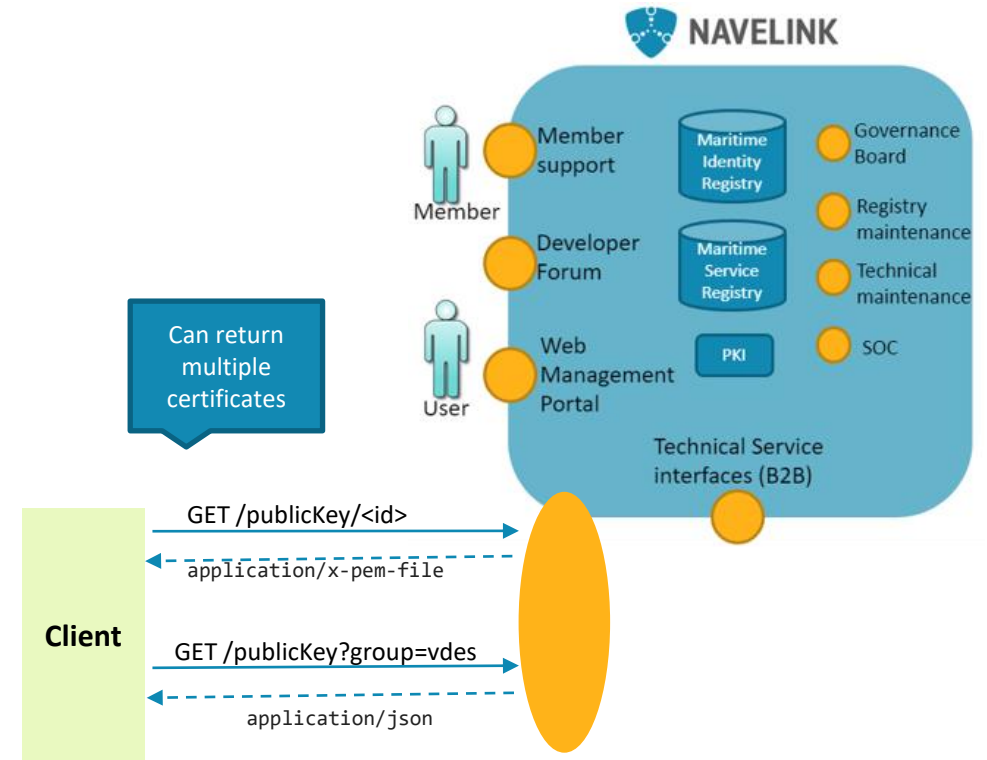 NAVELINK
Member
support
Maritime
Identity
Registry
Governance
Board
Member
Registry
maintenance
Developer
Forum
Maritime
Service
Registry
Technical
maintenance
Can return
multiple
certificates
User
Web
Management
Portal
PKI
SOC
Technical Service
interfaces (B2B)
GET /publicKey/<id>
application/x-pem-file
Client
GET /publicKey?group=vdes
application/json